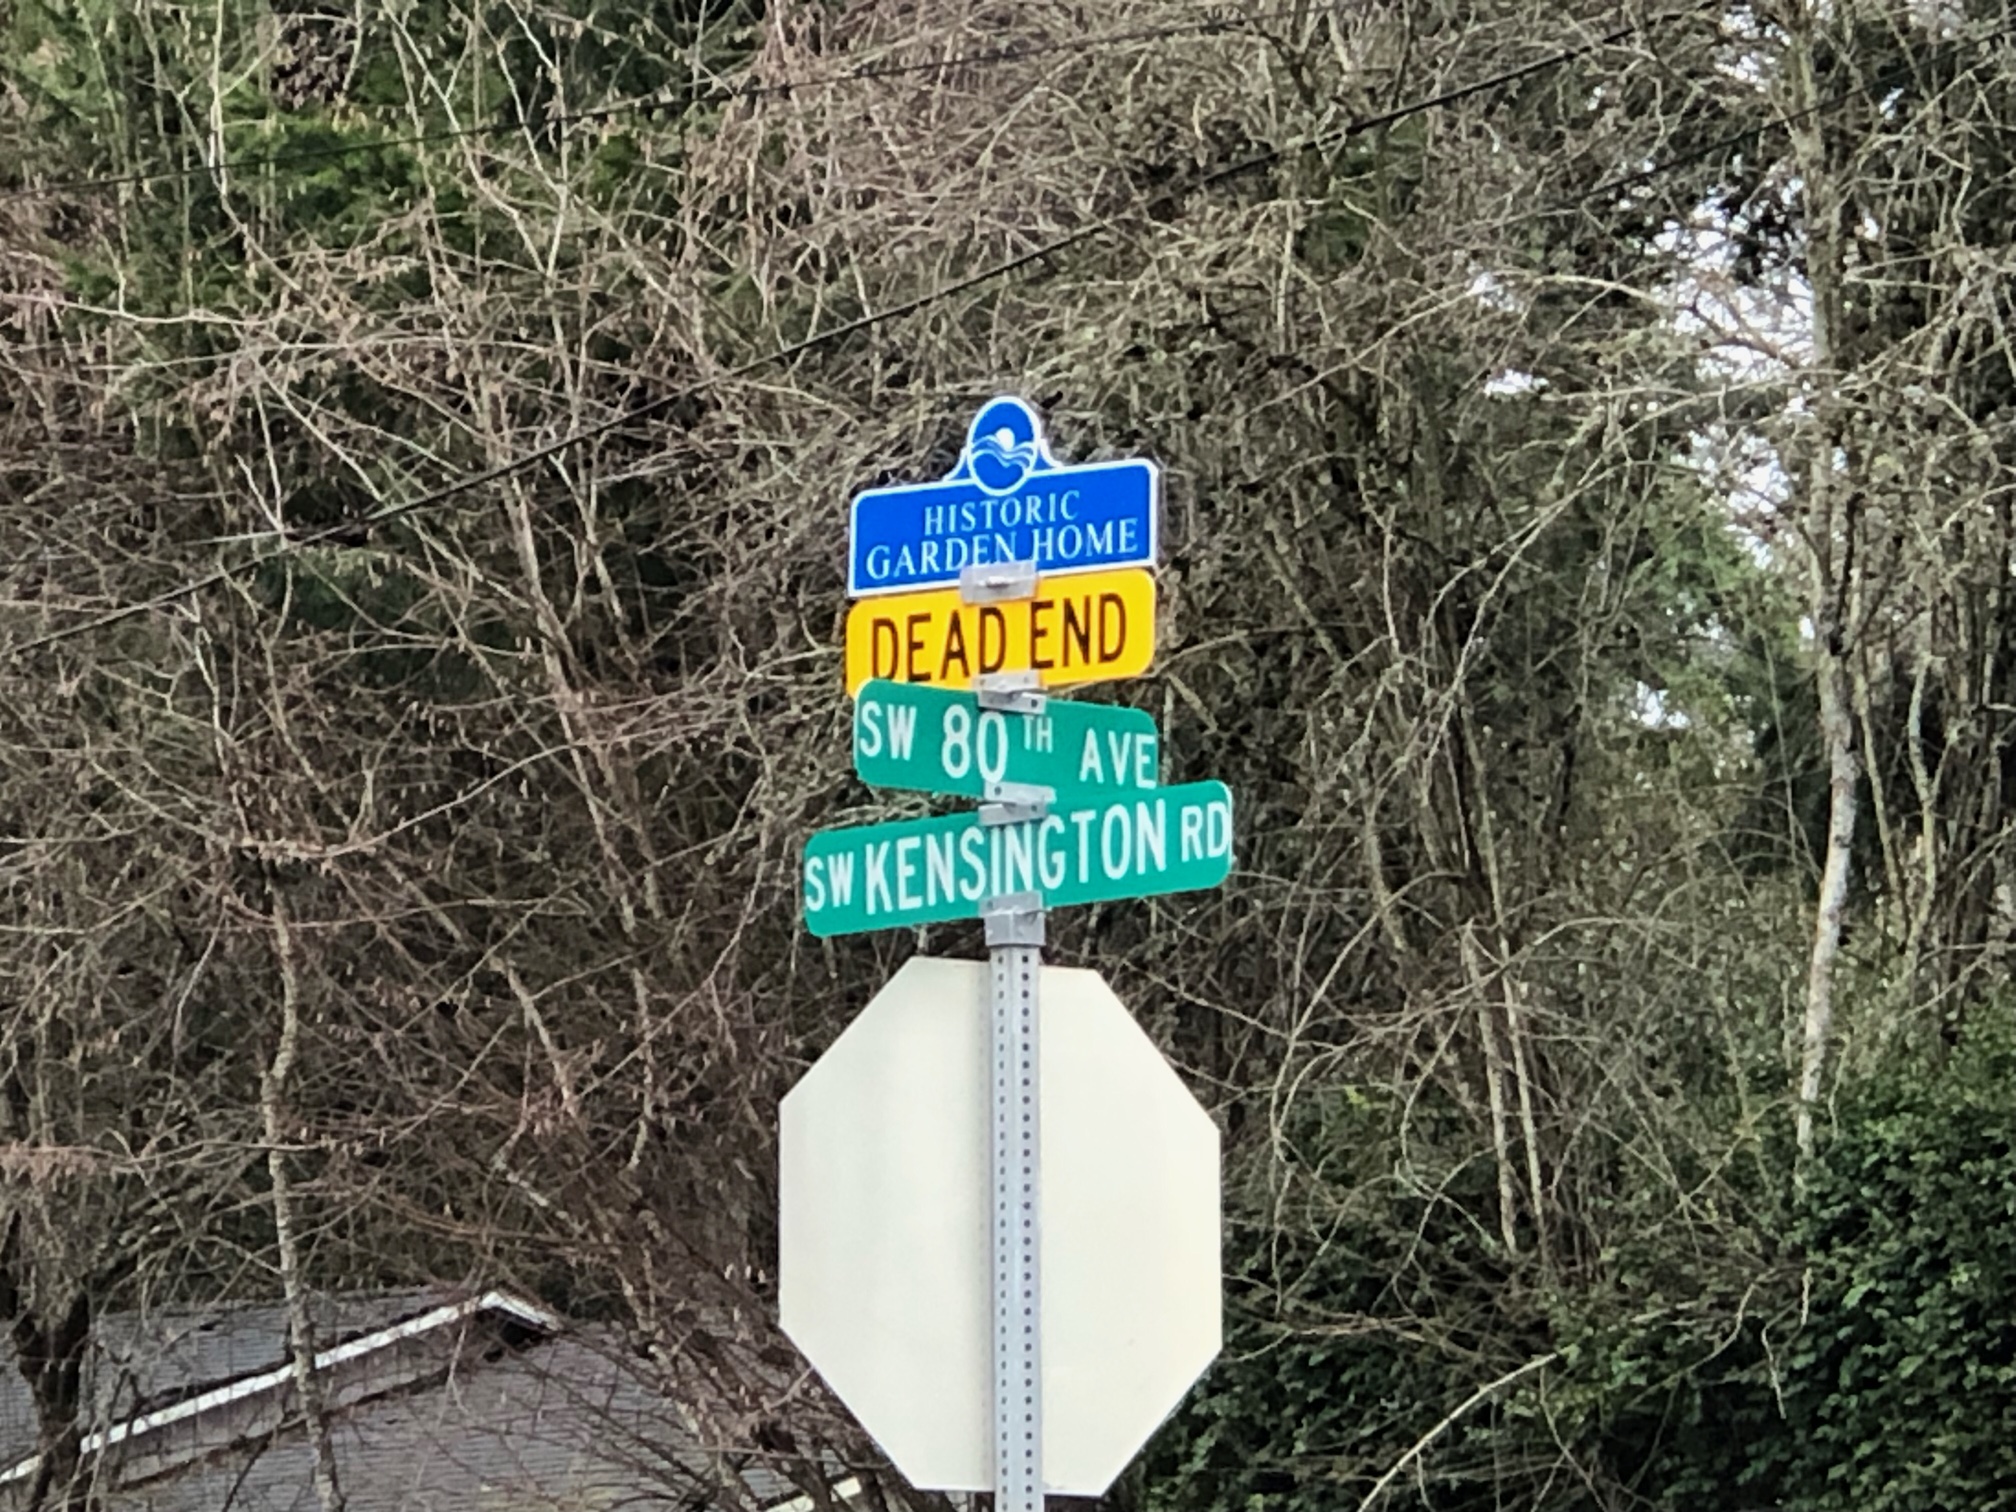 HISTORIC
GARDEN HOME
DEAD END
SW 80TH AVE
SW KENSINGTON RD